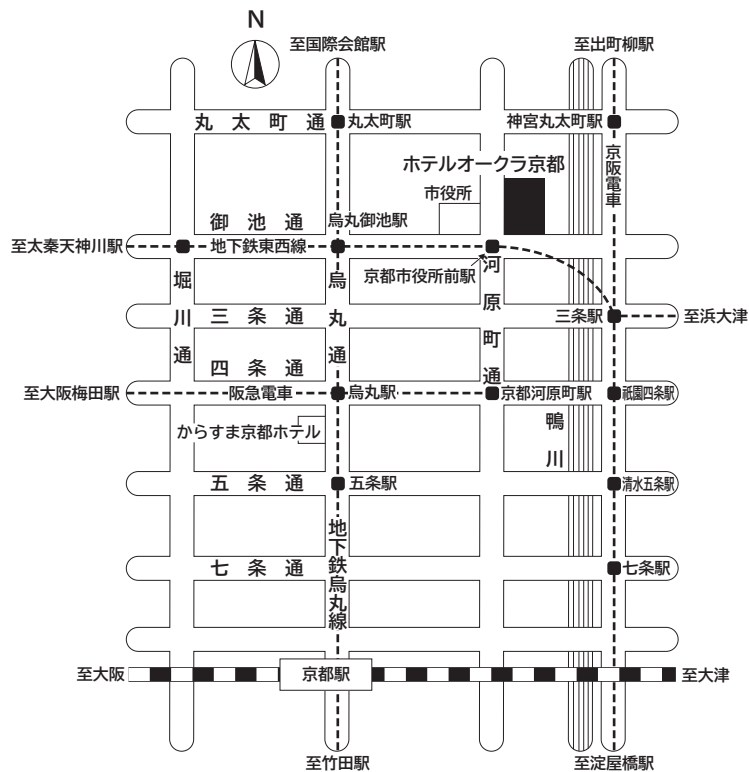 N
至国際会館駅
至出町柳駅
丸太町通
丸太町駅
神宮丸太町駅
京阪電車
ホテルオークラ京都
市役所
御池通
烏丸御池駅
至太秦天神川駅
地下鉄東西線
京都市役所前駅
河原町通
堀川通
烏丸通
三条通
三条駅
至浜大津
四条通
至大阪梅田駅
阪急電車
烏丸駅
京都河原町駅
祇園四条駅
からすま京都ホテル
鴨川
五条通
五条駅
清水五条駅
地下鉄烏丸線
七条通
七条駅
至大阪
京都駅
至大津
至竹田駅
至淀屋橋駅